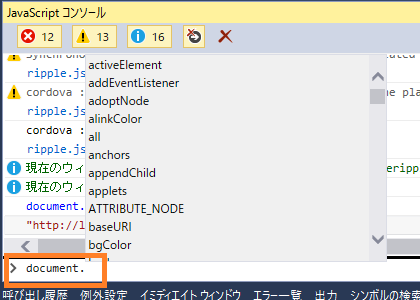 JavaScript コンソール
12 13 16
activeElement
addEventListener
adoptNode
alinkColor
all
anchors
appendChild
applets
ATTRIBUTE_NODE
baseURI
bgColor
ripple.js
cordova :
ripple.js
cordova :
ripple.js
現在のウィ
現在のウィ
document.
"http://l
document.
呼び出し履歴 例外設定 イミディエイト ウィンドウ エラー一覧 出力 シンボルの検索